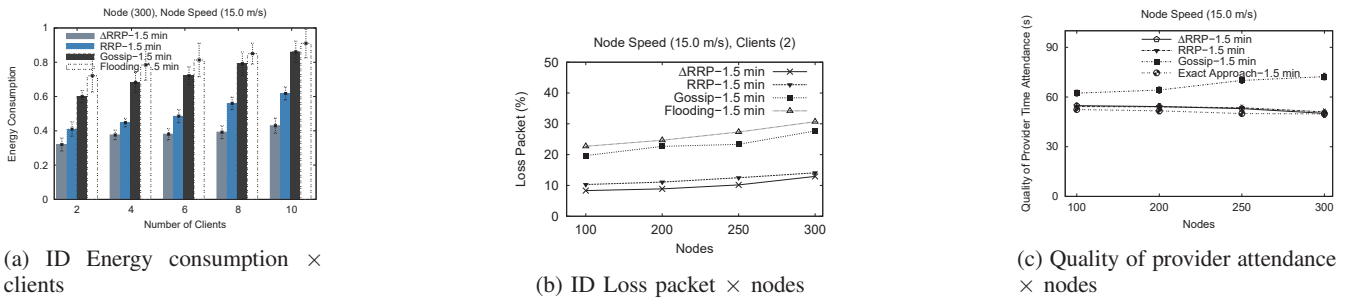 Node (300), Node Speed (15.0 m/s)
Energy Consumption
1
0.8
0.6
0.4
0.2
0
ΔRRP−1.5 min
RRP−1.5 min
Gossip−1.5 min
Flooding−1.5 min
2 4 6 8 10
Number of Clients
(a) ID Energy consumption ×
clients
Node Speed (15.0 m/s), Clients (2)
Loss Packet (%)
50
40
30
20
10
0
ΔRRP−1.5 min
RRP−1.5 min
Gossip−1.5 min
Flooding−1.5 min
100 200 250 300
Nodes
(b) ID Loss packet × nodes
Node Speed (15.0 m/s)
Quality of Provider Time Attendance (s)
90
60
30
0
ΔRRP−1.5 min
RRP−1.5 min
Gossip−1.5 min
Exact Approach−1.5 min
100 200 250 300
Nodes
(c) Quality of provider attendance
× nodes